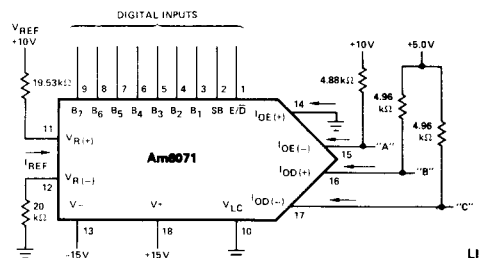 DIGITAL INPUTS
VREF
+10V
+10V
+5.0V
19.53kΩ
9 8 7 6 5 4 3 2 1
4.88kΩ
4.96
kΩ
4.96
kΩ
B7 B6 B5 B4 B3 B2 B1 SB E/D̅
IOE(+)
14
11
VR(+)
IOE(−)
15
"A"
IREF
Am6071
IOD(+)
16
"B"
12
VR(−)
20
kΩ
V−
V+
VLC
IOD(−)
17
"C"
13
18
10
-15V
+15V
LI